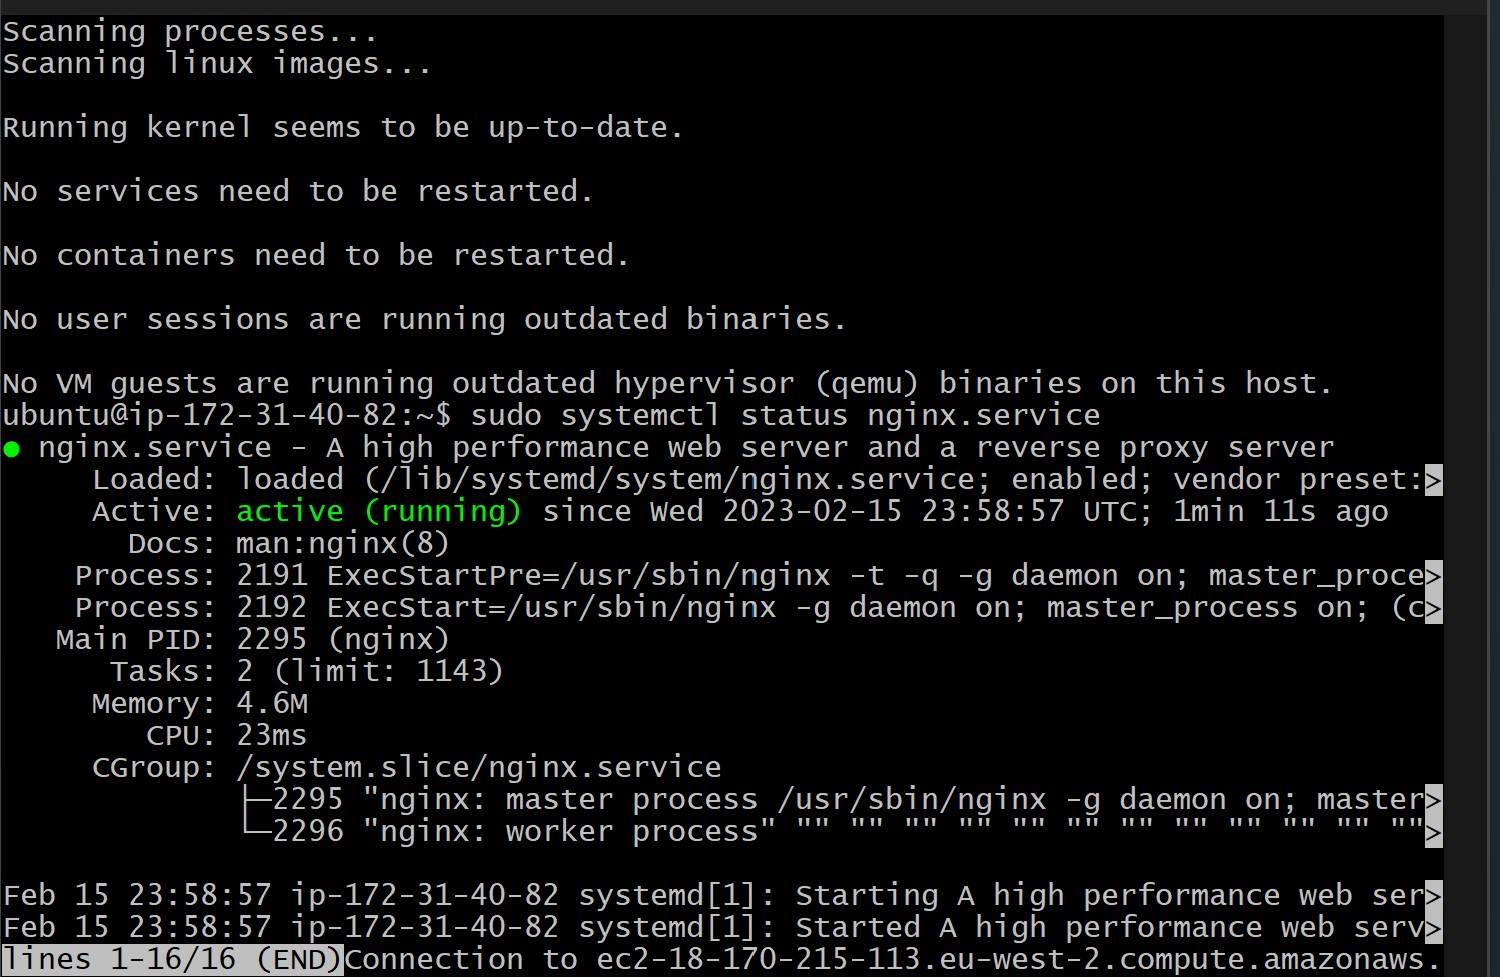 Scanning processes...
Scanning linux images...
Running kernel seems to be up-to-date.
No services need to be restarted.
No containers need to be restarted.
No user sessions are running outdated binaries.
No VM guests are running outdated hypervisor (qemu) binaries on this host.
ubuntu@ip-172-31-40-82:~$ sudo systemctl status nginx.service
● nginx.service - A high performance web server and a reverse proxy server
     Loaded: loaded (/lib/systemd/system/nginx.service; enabled; vendor preset:>
     Active: active (running) since Wed 2023-02-15 23:58:57 UTC; 1min 11s ago
       Docs: man:nginx(8)
    Process: 2191 ExecStartPre=/usr/sbin/nginx -t -q -g daemon on; master_proce>
    Process: 2192 ExecStart=/usr/sbin/nginx -g daemon on; master_process on; (c>
   Main PID: 2295 (nginx)
      Tasks: 2 (limit: 1143)
     Memory: 4.6M
        CPU: 23ms
     CGroup: /system.slice/nginx.service
             ├─2295 "nginx: master process /usr/sbin/nginx -g daemon on; master>
             └─2296 "nginx: worker process" "" "" "" "" "" "" "" "" "" "" "" "">
Feb 15 23:58:57 ip-172-31-40-82 systemd[1]: Starting A high performance web ser>
Feb 15 23:58:57 ip-172-31-40-82 systemd[1]: Started A high performance web serv>
lines 1-16/16 (END)Connection to ec2-18-170-215-113.eu-west-2.compute.amazonaws.